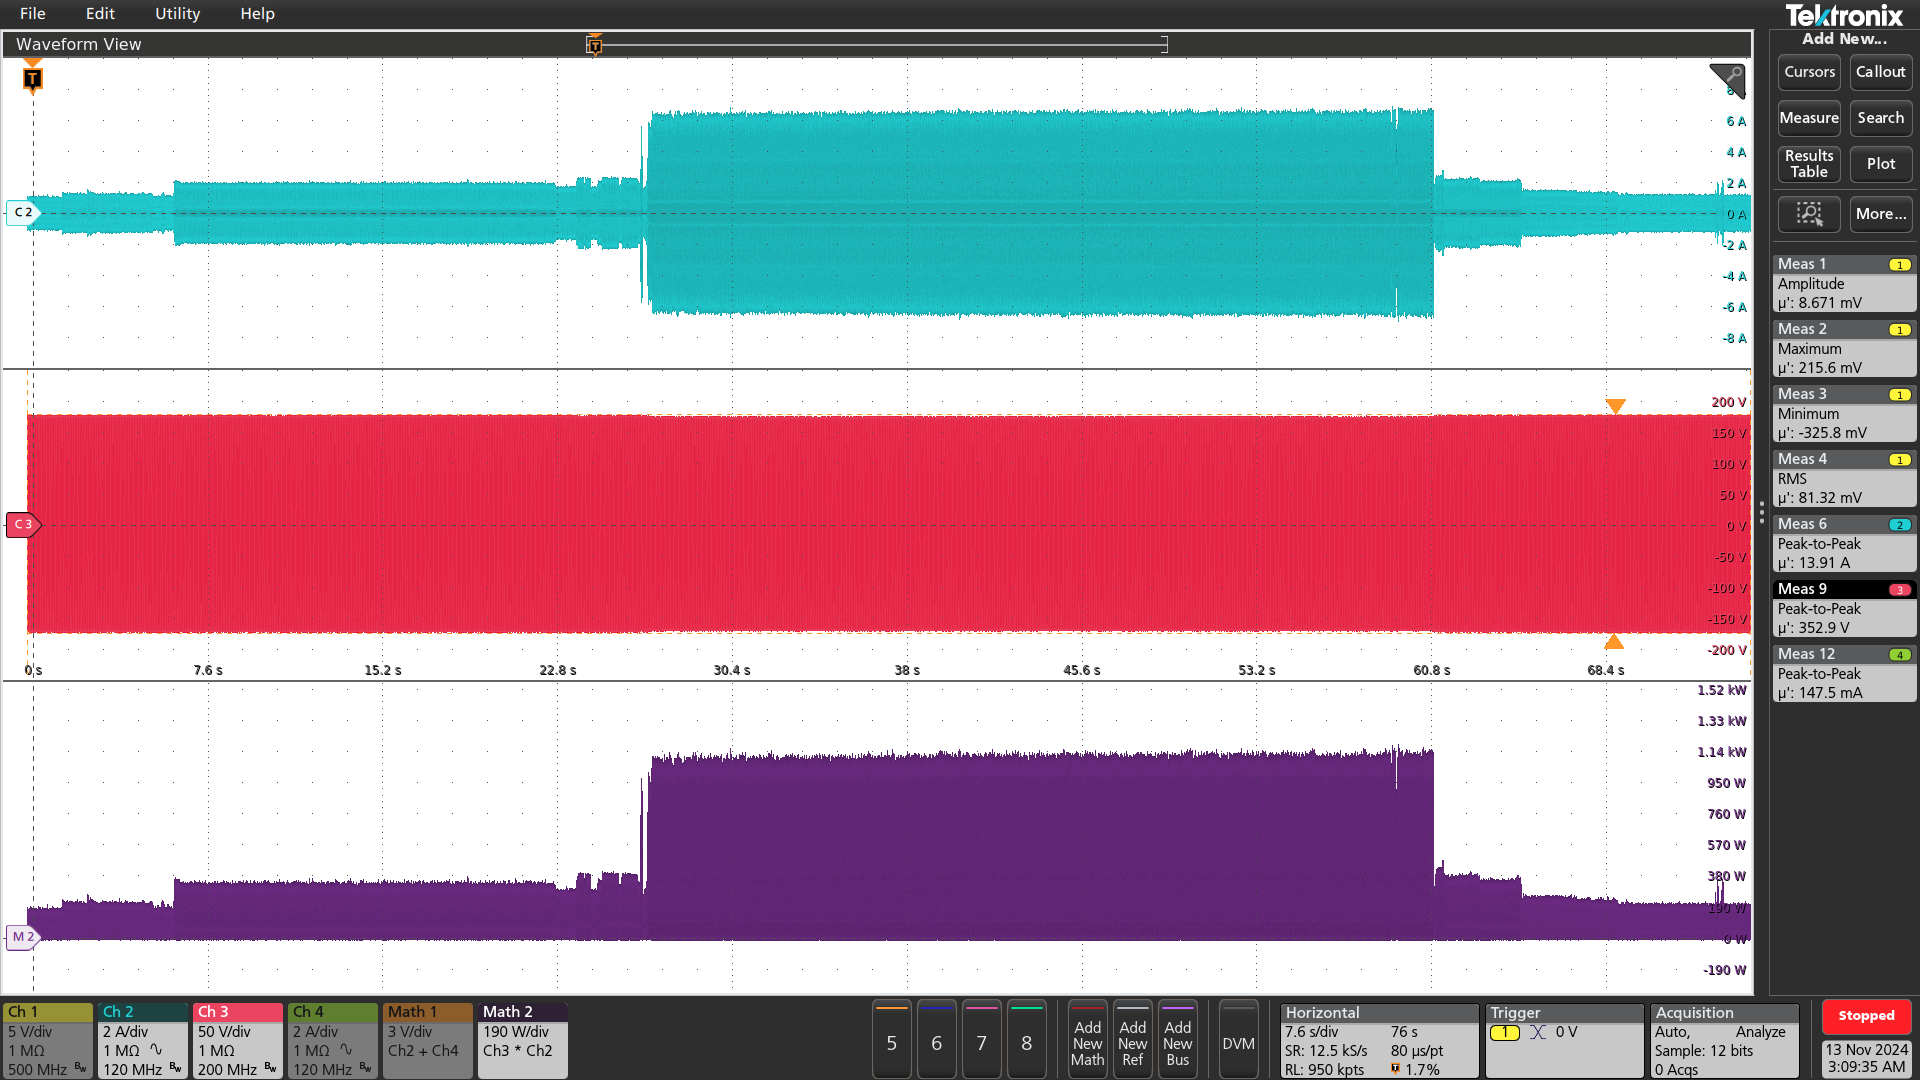 File Edit Utility Help
Tektronix
Waveform View
Add New...
Cursors Callout
Measure Search
Results Table Plot
More...
T
T
8
6 A
4 A
2 A
C 2
0 A
-2 A
-4 A
-6 A
-8 A
200 V
150 V
100 V
50 V
C 3
0 V
-50 V
-100 V
-150 V
-200 V
0 s 7.6 s 15.2 s 22.8 s 30.4 s 38 s 45.6 s 53.2 s 60.8 s 68.4 s
1.52 kW
1.33 kW
1.14 kW
950 W
760 W
570 W
380 W
190 W
M 2
0 W
-190 W
Meas 1 1
Amplitude
µ': 8.671 mV
Meas 2 1
Maximum
µ': 215.6 mV
Meas 3 1
Minimum
µ': -325.8 mV
Meas 4 1
RMS
µ': 81.32 mV
Meas 6 2
Peak-to-Peak
µ': 13.91 A
Meas 9 3
Peak-to-Peak
µ': 352.9 V
Meas 12 4
Peak-to-Peak
µ': 147.5 mA
Ch 1
5 V/div
1 MΩ
500 MHz Bw
Ch 2
2 A/div
1 MΩ
120 MHz Bw
Ch 3
50 V/div
1 MΩ
200 MHz Bw
Ch 4
2 A/div
1 MΩ
120 MHz Bw
Math 1
3 V/div
Ch2 + Ch4
Math 2
190 W/div
Ch3 * Ch2
5 6 7 8
Add New Math
Add New Ref
Add New Bus
DVM
Horizontal
7.6 s/div 76 s
SR: 12.5 kS/s 80 µs/pt
RL: 950 kpts T 1.7%
Trigger
1 0 V
Acquisition
Auto, Analyze
Sample: 12 bits
0 Acqs
Stopped
13 Nov 2024
3:09:35 AM